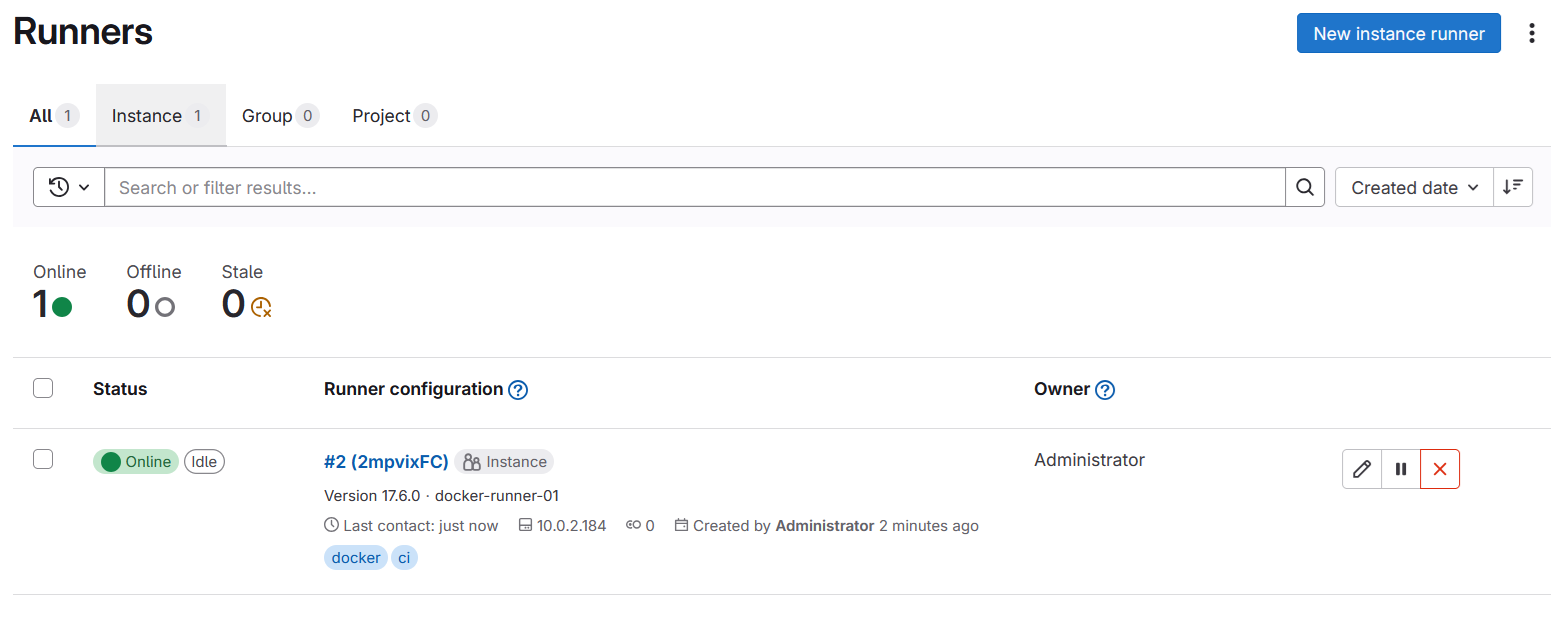 Runners
New instance runner
All 1 Instance 1 Group 0 Project 0
Search or filter results... Created date
Online Offline Stale
1 0 0
Status Runner configuration ? Owner ?
Online Idle #2 (2mpvixFC) Instance Administrator
Version 17.6.0 · docker-runner-01
Last contact: just now 10.0.2.184 0 Created by Administrator 2 minutes ago
docker ci